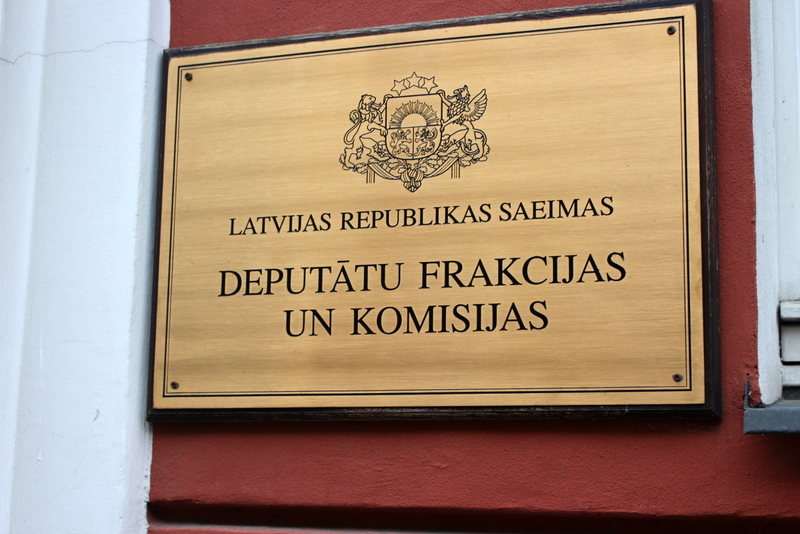 LATVIJAS REPUBLIKAS SAEIMAS
DEPUTĀTU FRAKCIJAS
UN KOMISIJAS